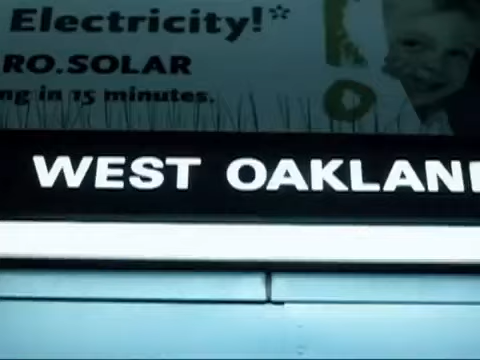 Electricity!*
RO.SOLAR
ng in 15 minutes.
WEST OAKLAN